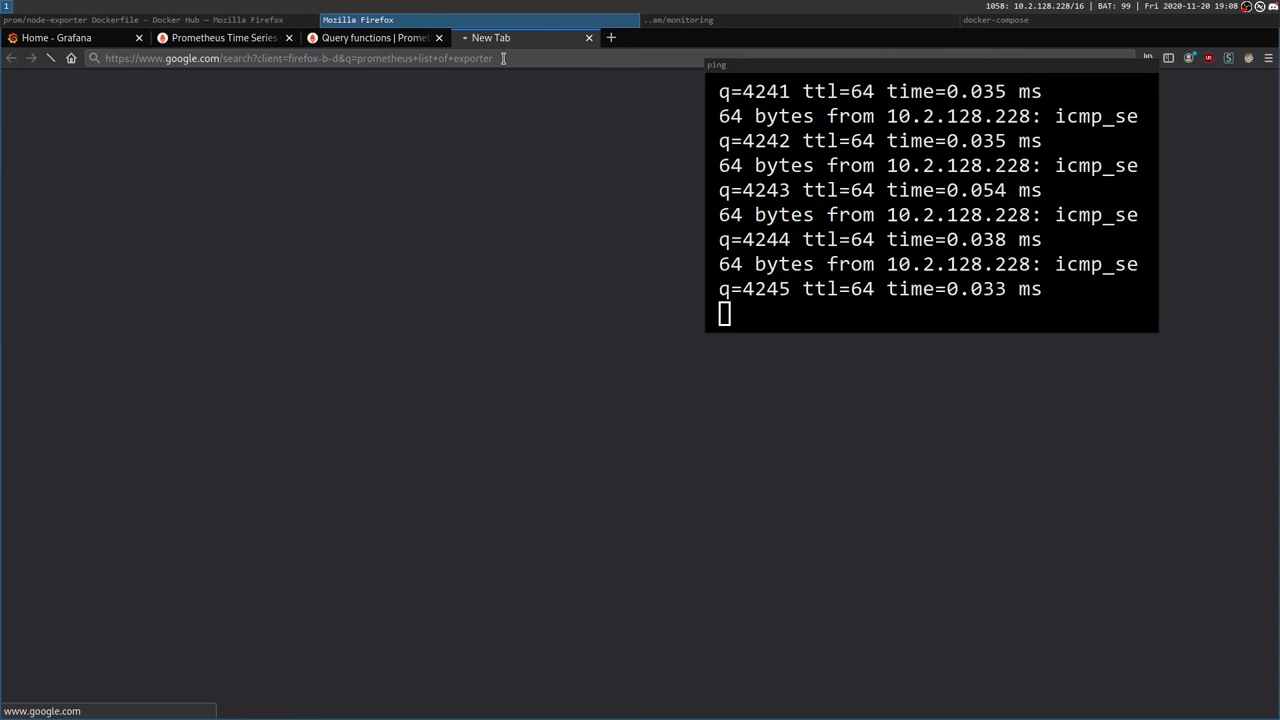 1
1058: 10.2.128.228/16 | BAT: 99 | Fri 2020-11-20 19:08
prom/node-exporter Dockerfile - Docker Hub — Mozilla Firefox
Mozilla Firefox
..am/monitoring
docker-compose
Home - Grafana
Prometheus Time Series
Query functions | Promet
New Tab
https://www.google.com/search?client=firefox-b-d&q=prometheus+list+of+exporter
ping
q=4241 ttl=64 time=0.035 ms
64 bytes from 10.2.128.228: icmp_se
q=4242 ttl=64 time=0.035 ms
64 bytes from 10.2.128.228: icmp_se
q=4243 ttl=64 time=0.054 ms
64 bytes from 10.2.128.228: icmp_se
q=4244 ttl=64 time=0.038 ms
64 bytes from 10.2.128.228: icmp_se
q=4245 ttl=64 time=0.033 ms
www.google.com